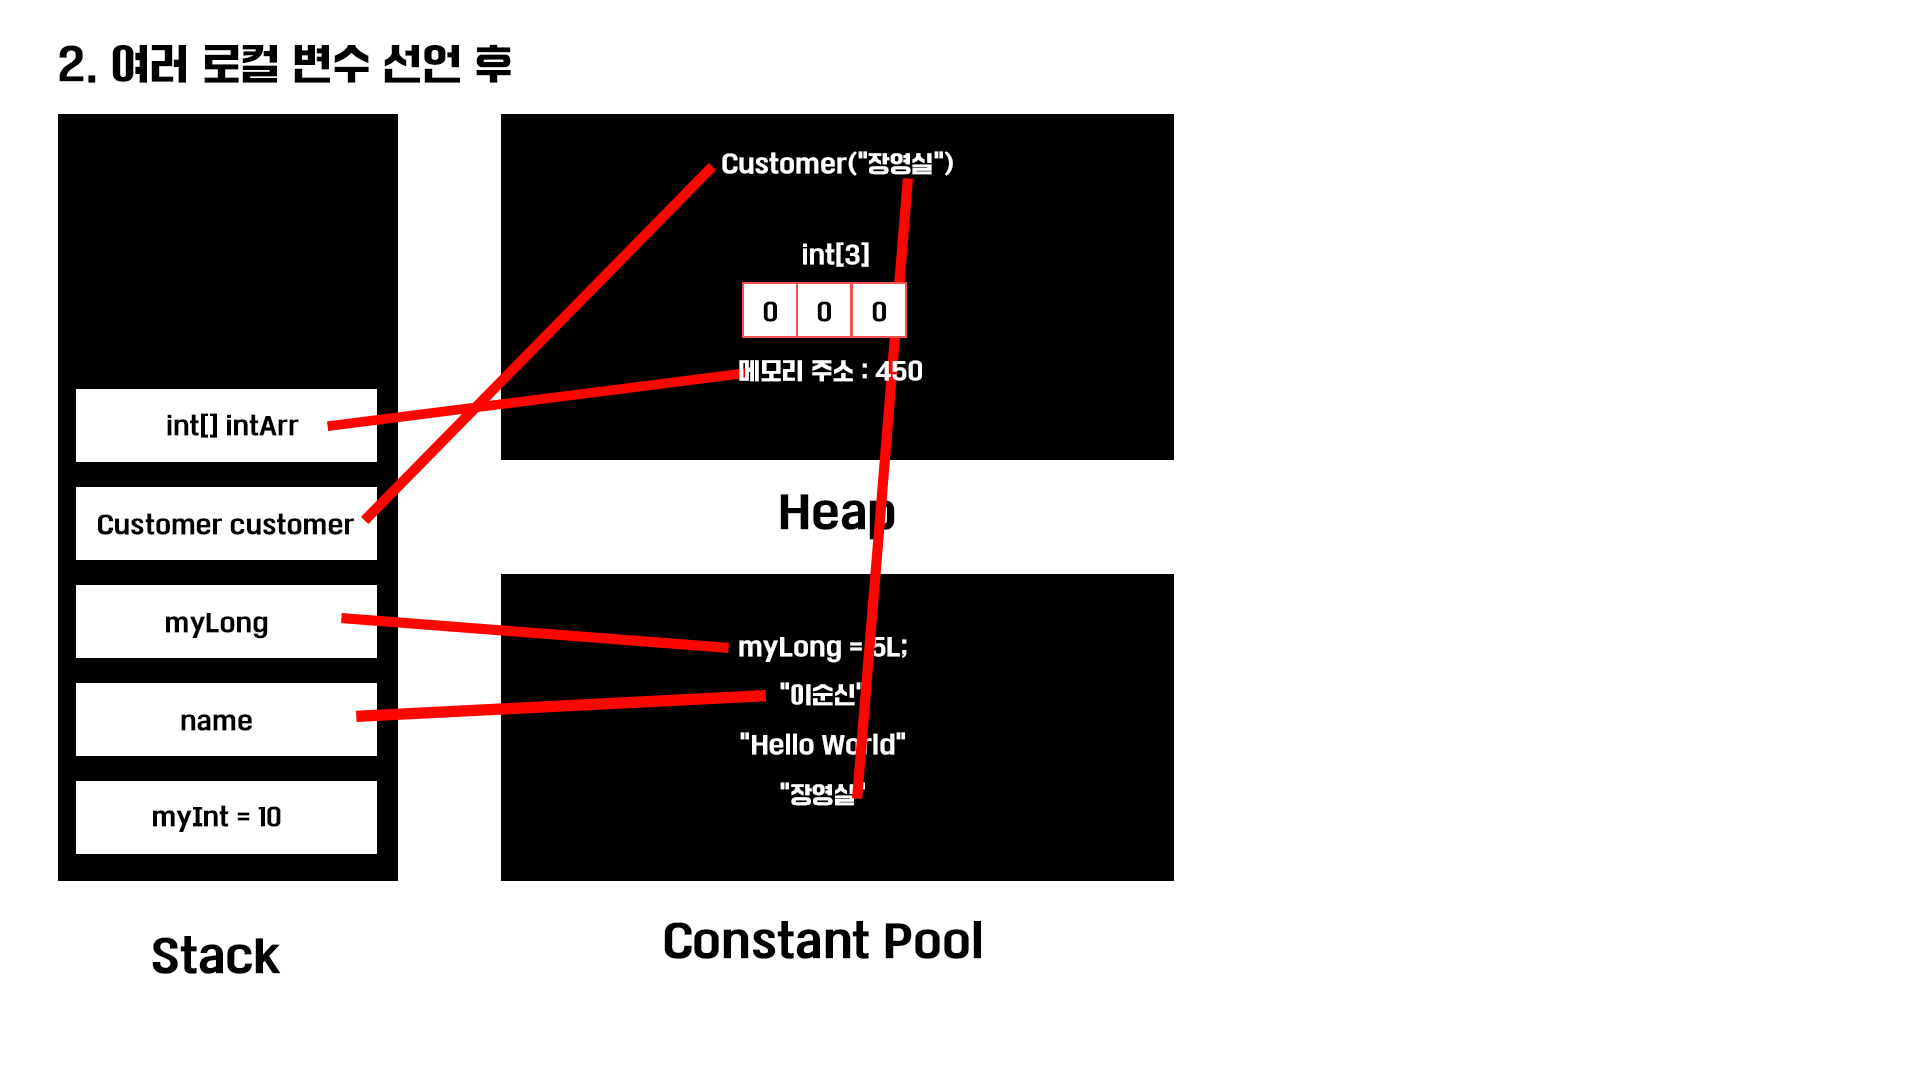 2. 여러 로컬 변수 선언 후
Customer("장영실")
int[3]
0 0 0
메모리 주소 : 450
int[] intArr
Customer customer
myLong
name
myInt = 10
Heap
myLong = 5L;
"이순신"
"Hello World"
"장영실"
Stack
Constant Pool